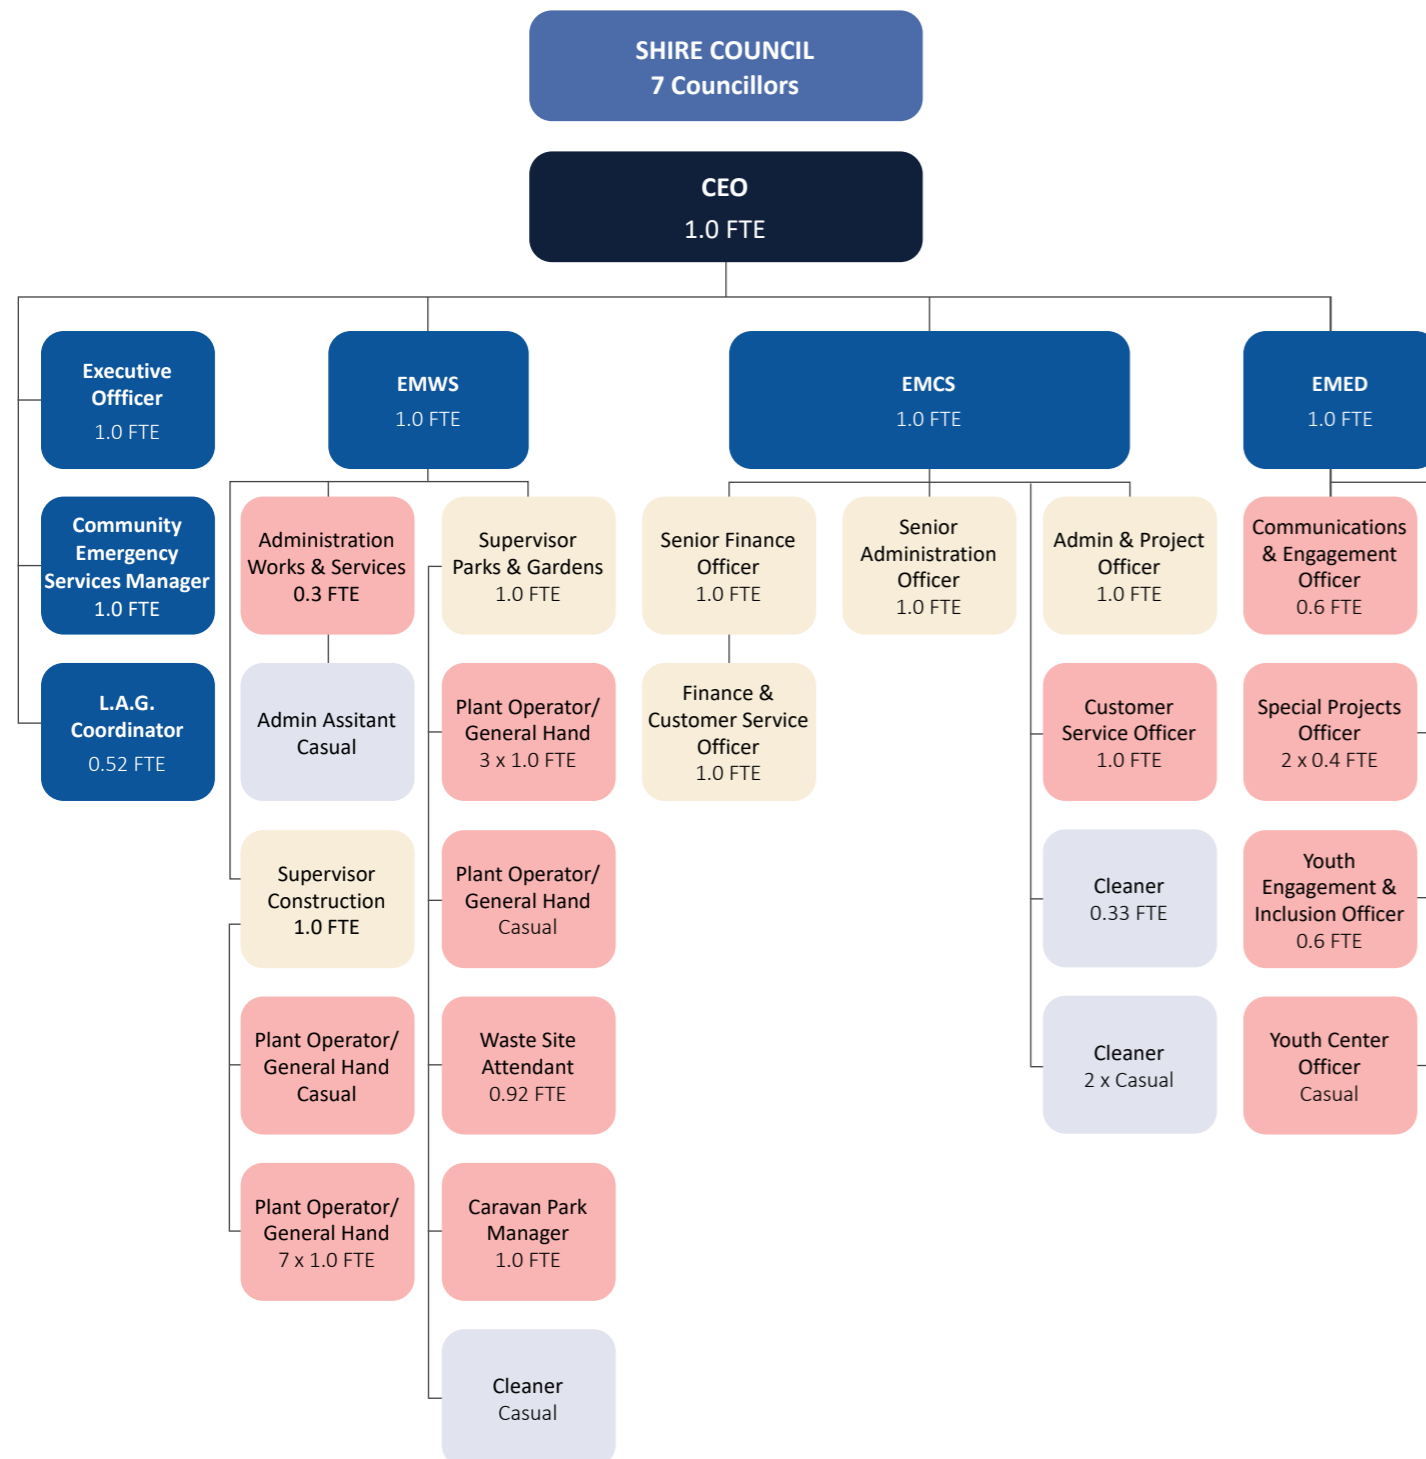 SHIRE COUNCIL
7 Councillors
CEO
1.0 FTE
Executive
Offficer
1.0 FTE
Community
Emergency
Services Manager
1.0 FTE
L.A.G.
Coordinator
0.52 FTE
EMWS
1.0 FTE
Administration
Works & Services
0.3 FTE
Admin Assitant
Casual
Supervisor
Construction
1.0 FTE
Plant Operator/
General Hand
Casual
Plant Operator/
General Hand
7 x 1.0 FTE
Supervisor
Parks & Gardens
1.0 FTE
Plant Operator/
General Hand
3 x 1.0 FTE
Plant Operator/
General Hand
Casual
Waste Site
Attendant
0.92 FTE
Caravan Park
Manager
1.0 FTE
Cleaner
Casual
EMCS
1.0 FTE
Senior Finance
Officer
1.0 FTE
Finance &
Customer Service
Officer
1.0 FTE
Senior
Administration
Officer
1.0 FTE
Admin & Project
Officer
1.0 FTE
Customer
Service Officer
1.0 FTE
Cleaner
0.33 FTE
Cleaner
2 x Casual
EMED
1.0 FTE
Communications
& Engagement
Officer
0.6 FTE
Special Projects
Officer
2 x 0.4 FTE
Youth
Engagement &
Inclusion Officer
0.6 FTE
Youth Center
Officer
Casual